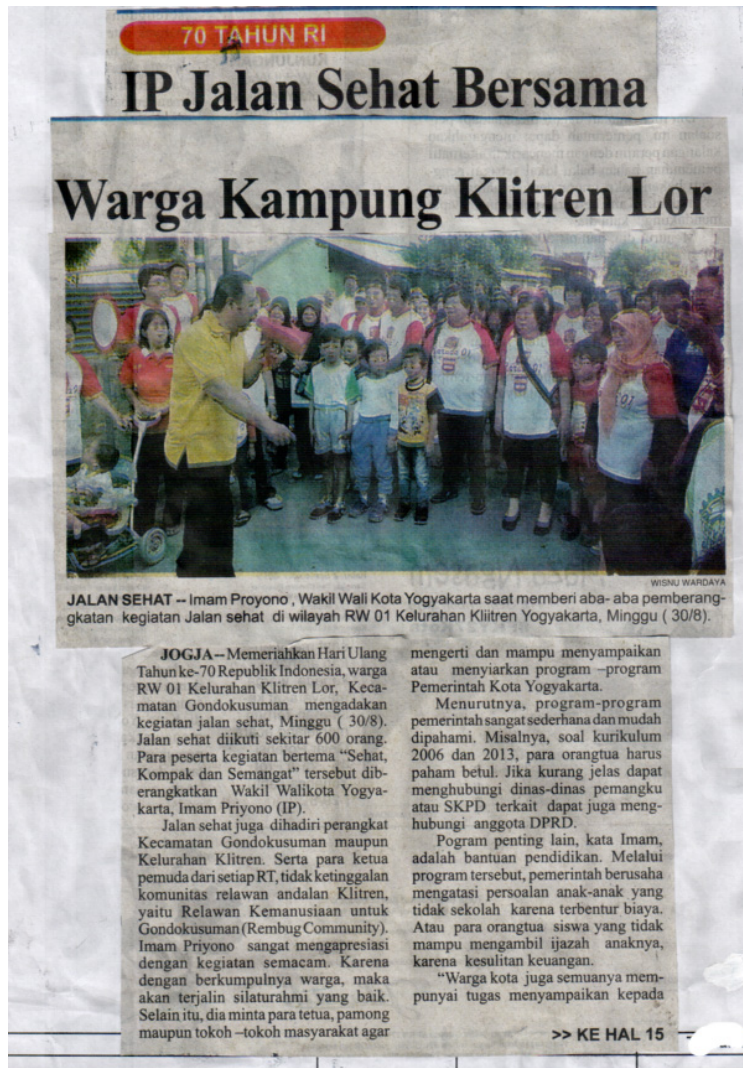 70 TAHUN RI
IP Jalan Sehat Bersama
Warga Kampung Klitren Lor
WISNU WARDAYA
JALAN SEHAT -- Imam Proyono , Wakil Wali Kota Yogyakarta saat memberi aba- aba pemberang-
gkatan kegiatan Jalan sehat di wilayah RW 01 Kelurahan Kliitren Yogyakarta, Minggu ( 30/8).
JOGJA -- Memeriahkan Hari Ulang
Tahun ke-70 Republik Indonesia, warga
RW 01 Kelurahan Klitren Lor, Keca-
matan Gondokusuman mengadakan
kegiatan jalan sehat, Minggu ( 30/8).
Jalan sehat diikuti sekitar 600 orang.
Para peserta kegiatan bertema “Sehat,
Kompak dan Semangat” tersebut dib-
erangkatkan Wakil Walikota Yogya-
karta, Imam Priyono (IP).
Jalan sehat juga dihadiri perangkat
Kecamatan Gondokusuman maupun
Kelurahan Klitren. Serta para ketua
pemuda dari setiap RT, tidak ketinggalan
komunitas relawan andalan Klitren,
yaitu Relawan Kemanusiaan untuk
Gondokusuman (Rembug Community).
Imam Priyono sangat mengapresiasi
dengan kegiatan semacam. Karena
dengan berkumpulnya warga, maka
akan terjalin silaturahmi yang baik.
Selain itu, dia minta para tetua, pamong
maupun tokoh –tokoh masyarakat agar
mengerti dan mampu menyampaikan
atau menyiarkan program –program
Pemerintah Kota Yogyakarta.
Menurutnya, program-program
pemerintah sangat sederhana dan mudah
dipahami. Misalnya, soal kurikulum
2006 dan 2013, para orangtua harus
paham betul. Jika kurang jelas dapat
menghubungi dinas-dinas pemangku
atau SKPD terkait dapat juga meng-
hubungi anggota DPRD.
Pogram penting lain, kata Imam,
adalah bantuan pendidikan. Melalui
program tersebut, pemerintah berusaha
mengatasi persoalan anak-anak yang
tidak sekolah karena terbentur biaya.
Atau para orangtua siswa yang tidak
mampu mengambil ijazah anaknya,
karena kesulitan keuangan.
“Warga kota juga semuanya mem-
punyai tugas menyampaikan kepada
>> KE HAL 15